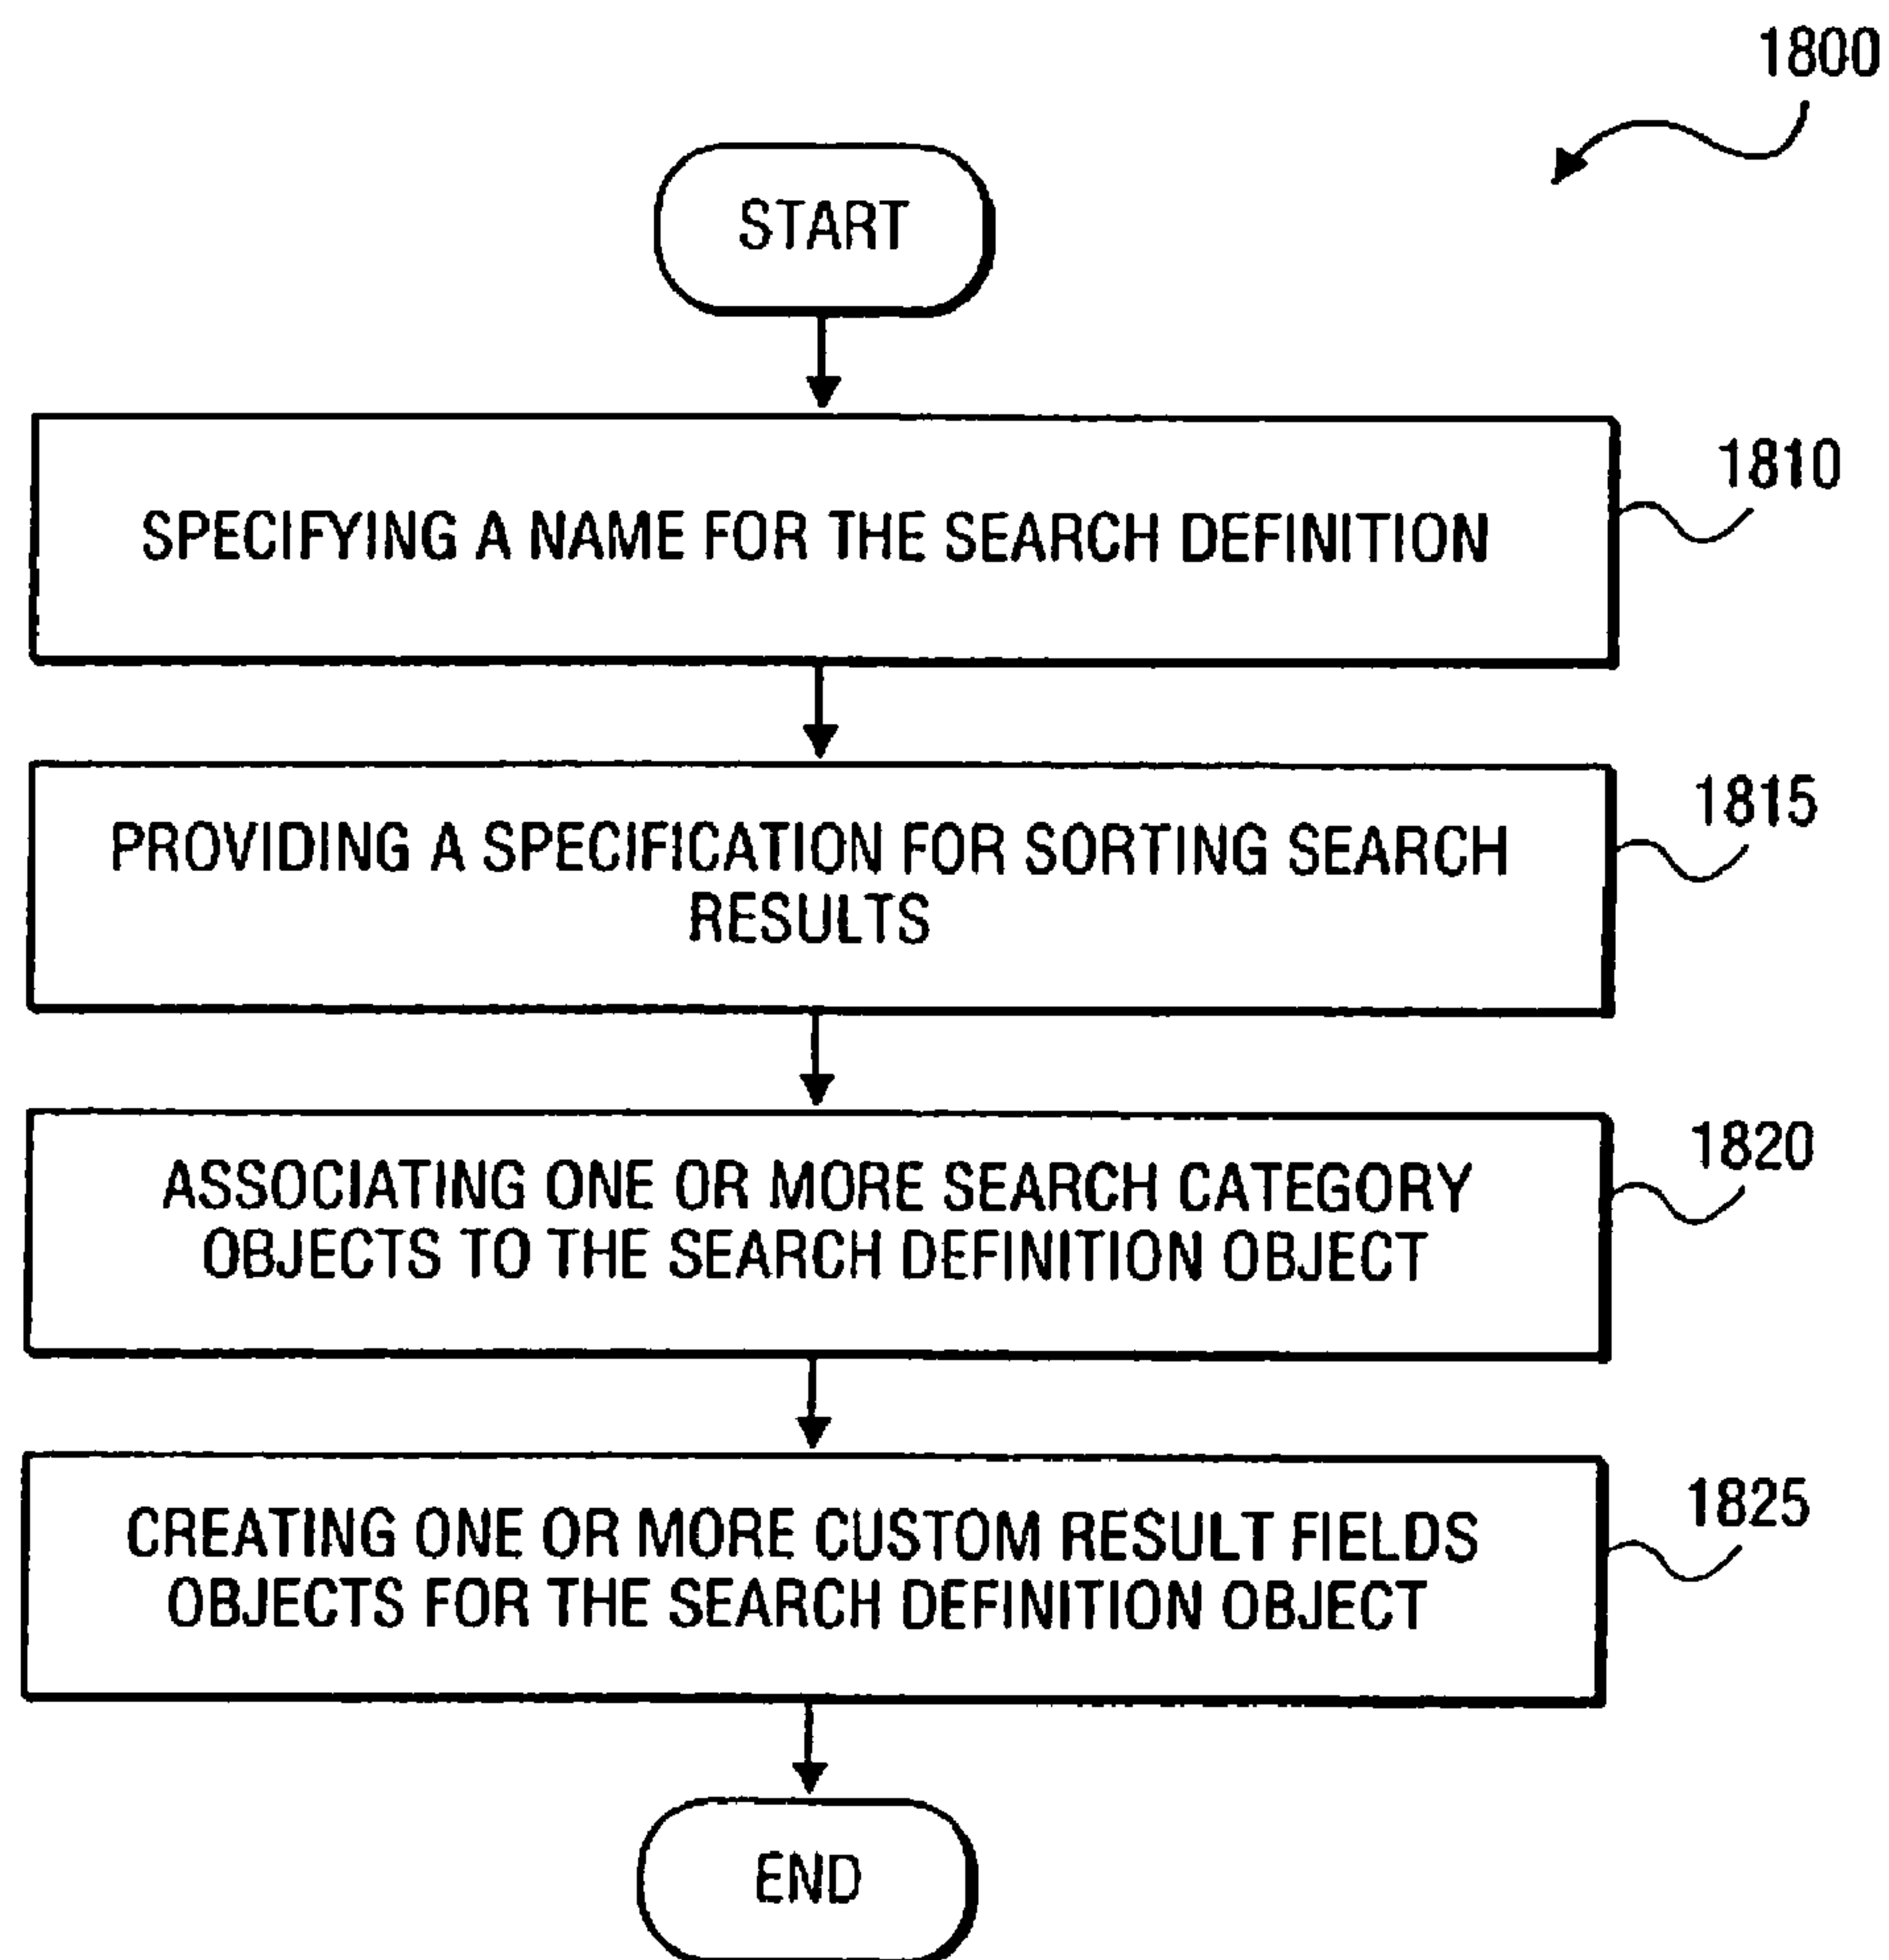 1800
START
SPECIFYING A NAME FOR THE SEARCH DEFINITION
1810
PROVIDING A SPECIFICATION FOR SORTING SEARCH
RESULTS
1815
ASSOCIATING ONE OR MORE SEARCH CATEGORY
OBJECTS TO THE SEARCH DEFINITION OBJECT
1820
CREATING ONE OR MORE CUSTOM RESULT FIELDS
OBJECTS FOR THE SEARCH DEFINITION OBJECT
1825
END